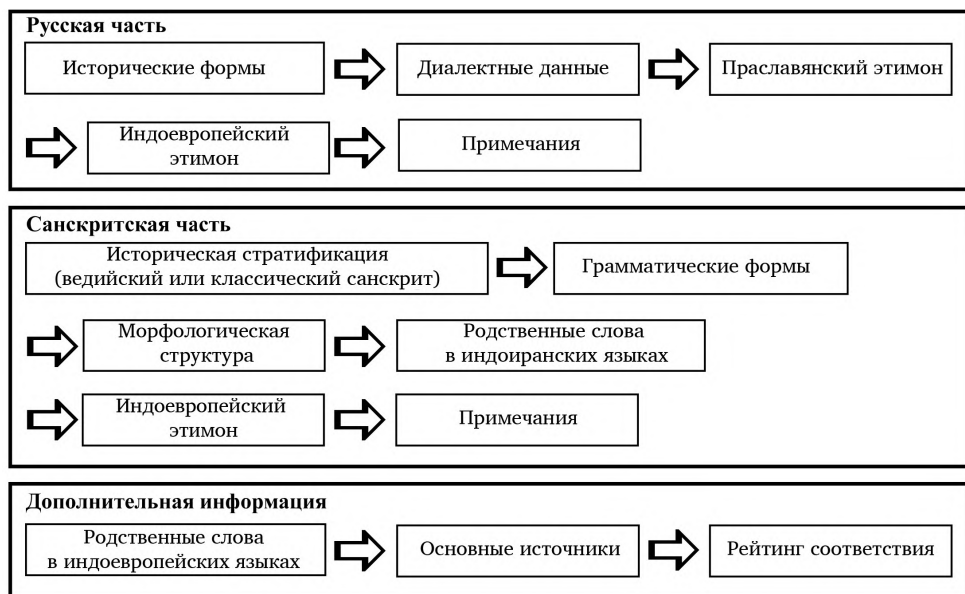 Русская часть
Исторические формы
Диалектные данные
Праславянский этимон
Индоевропейский
этимон
Примечания
Санскритская часть
Историческая стратификация
(ведийский или классический санскрит)
Грамматические формы
Морфологическая
структура
Родственные слова
в индоиранских языках
Индоевропейский
этимон
Примечания
Дополнительная информация
Родственные слова
в индоевропейских языках
Основные источники
Рейтинг соответствия